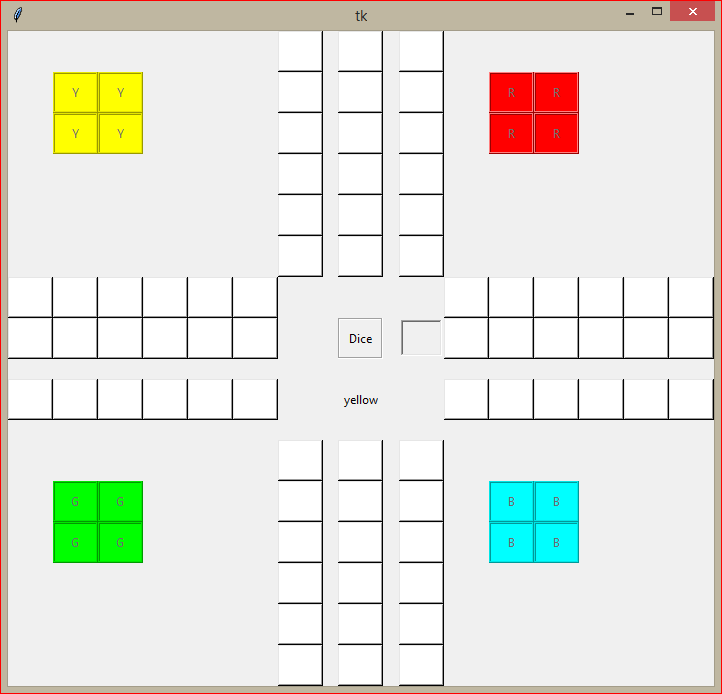 tk
Y Y R R
Y Y R R
Dice
yellow
G G B B
G G B B